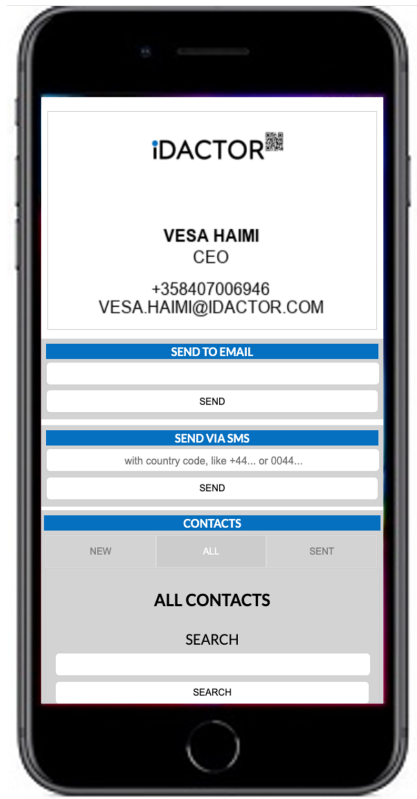 iDACTOR
VESA HAIMI
CEO
+358407006946
VESA.HAIMI@IDACTOR.COM
SEND TO EMAIL
SEND
SEND VIA SMS
with country code, like +44... or 0044...
SEND
CONTACTS
NEW ALL SENT
ALL CONTACTS
SEARCH
SEARCH